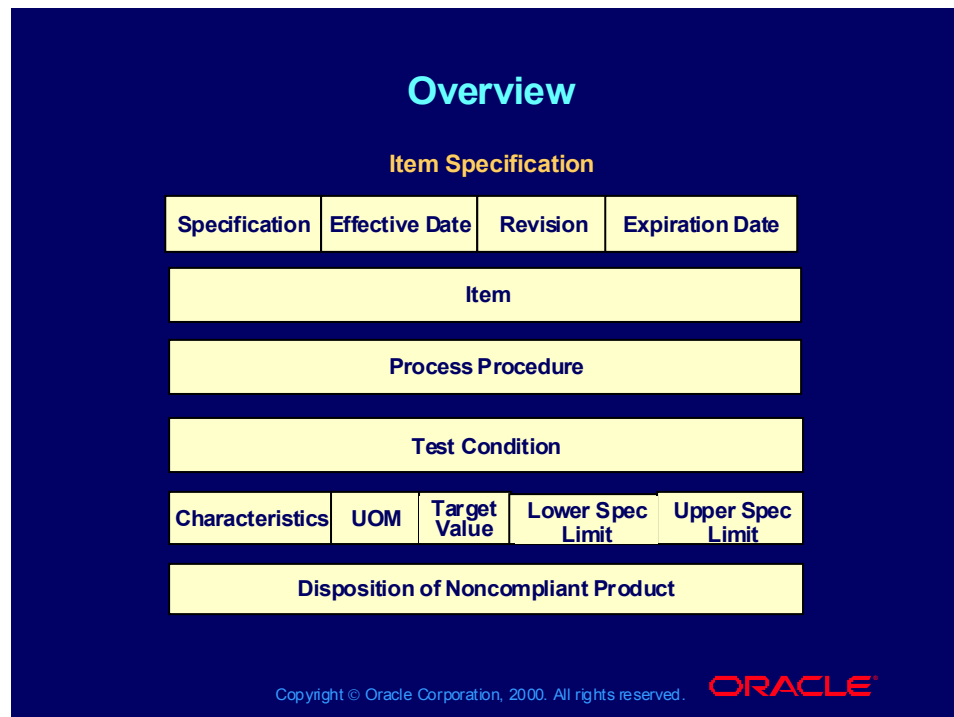 Overview
Item Specification
Specification Effective Date Revision Expiration Date
Item
Process Procedure
Test Condition
Characteristics UOM Target Value Lower Spec Limit Upper Spec Limit
Disposition of Noncompliant Product
Copyright © Oracle Corporation, 2000. All rights reserved. ORACLE®